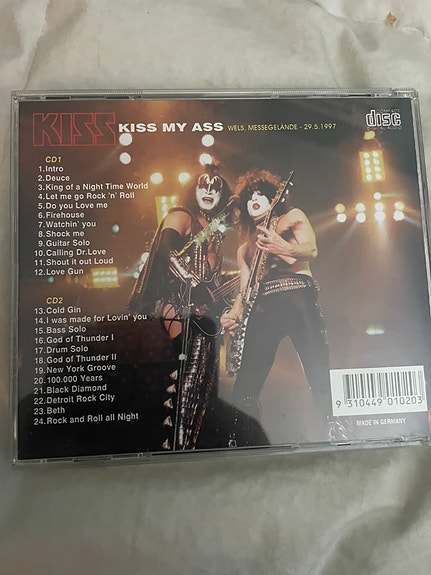 KISS KISS MY ASS WELS, MESSEGELÄNDE - 29.5.1997
COMPACT
disc
DIGITAL AUDIO
CD1
1.Intro
2.Deuce
3.King of a Night Time World
4.Let me go Rock 'n' Roll
5.Do you Love me
6.Firehouse
7.Watchin' you
8.Shock me
9.Guitar Solo
10.Calling Dr.Love
11.Shout it out Loud
12.Love Gun
CD2
13.Cold Gin
14.I was made for Lovin' you
15.Bass Solo
16.God of Thunder I
17.Drum Solo
18.God of Thunder II
19.New York Groove
20.100.000 Years
21.Black Diamond
22.Detroit Rock City
23.Beth
24.Rock and Roll all Night
9 310449 010203
MADE IN GERMANY